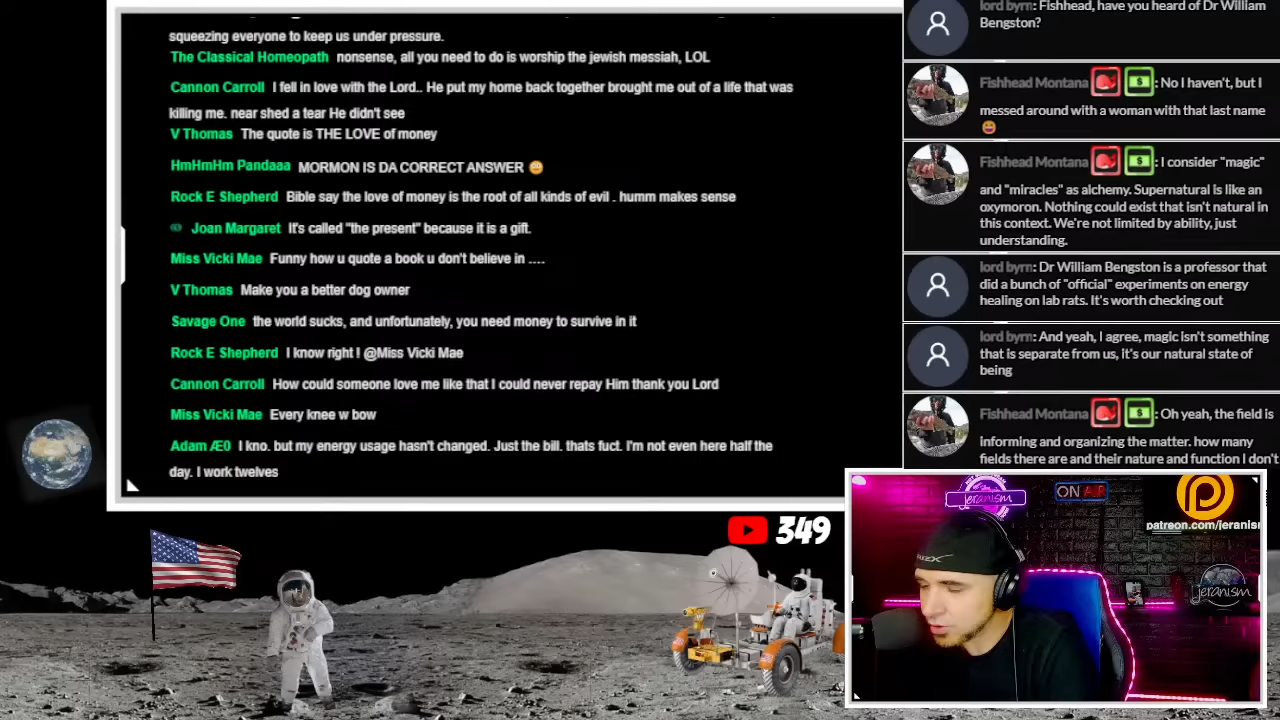 squeezing everyone to keep us under pressure.
The Classical Homeopath nonsense, all you need to do is worship the jewish messiah, LOL
Cannon Carroll I fell in love with the Lord.. He put my home back together brought me out of a life that was
killing me. near shed a tear He didn't see
V Thomas The quote is THE LOVE of money
HmHmHm Pandaaa MORMON IS DA CORRECT ANSWER
Rock E Shepherd Bible say the love of money is the root of all kinds of evil . humm makes sense
Joan Margaret It's called "the present" because it is a gift.
Miss Vicki Mae Funny how u quote a book u don't believe in ....
V Thomas Make you a better dog owner
Savage One the world sucks, and unfortunately, you need money to survive in it
Rock E Shepherd I know right ! @Miss Vicki Mae
Cannon Carroll How could someone love me like that I could never repay Him thank you Lord
Miss Vicki Mae Every knee w bow
Adam ÆO I kno. but my energy usage hasn't changed. Just the bill. thats fuct. I'm not even here half the
day. I work twelves
lord byrn: Fishhead, have you heard of Dr William
Bengston?
Fishhead Montana : No I haven't, but I
messed around with a woman with that last name
Fishhead Montana : I consider "magic"
and "miracles" as alchemy. Supernatural is like an
oxymoron. Nothing could exist that isn't natural in
this context. We're not limited by ability, just
understanding.
lord byrn: Dr William Bengston is a professor that
did a bunch of "official" experiments on energy
healing on lab rats. It's worth checking out
lord byrn: And yeah, I agree, magic isn't something
that is separate from us, it's our natural state of
being
Fishhead Montana : Oh yeah, the field is
informing and organizing the matter. how many
fields there are and their nature and function I don't
349
jeranism
ON AIR
patreon.com/jeranis
jeranism